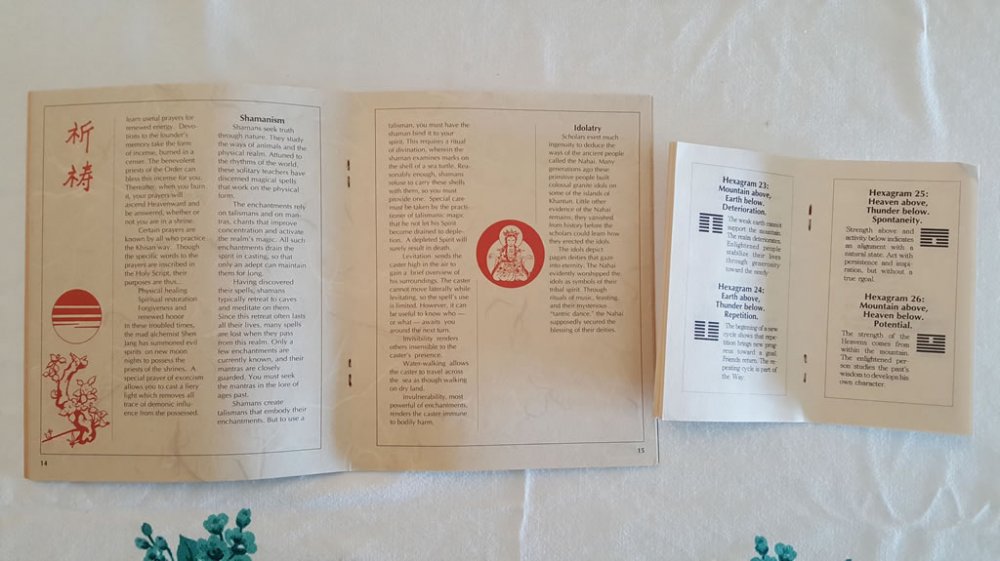 祈
祷
learn useful prayers for
renewed energy. Devo-
tions to the founder's
memory take the form
of incense, burned in a
censer. The benevolent
priests of the Order can
bless this incense for you.
Thereafter, when you burn
it, your prayers will
ascend Heavenward and
be answered, whether or
not you are in a shrine.
Certain prayers are
known by all who practice
the Khisan way. Though
the specific words to the
prayers are inscribed in
the Holy Script, their
purposes are thus...
Physical healing
Spiritual restoration
Forgiveness and
renewed honor
In these troubled times,
the mad alchemist Shen
Jang has summoned evil
spirits on new moon
nights to possess the
priests of the shrines. A
special prayer of exorcism
allows you to cast a fiery
light which removes all
trace of demonic influ-
ence from the possessed.
14
Shamanism
Shamans seek truth
through nature. They study
the ways of animals and the
physical realm. Attuned to
the rhythms of the world,
these solitary teachers have
discerned magical spells
that work on the physical
form.
The enchantments rely
on talismans and on man-
tras, chants that improve
concentration and activate
the realm's magic. All such
enchantments drain the
spirit in casting, so that
only an adept can maintain
them for long.
Having discovered
their spells, shamans
typically retreat to caves
and meditate on them.
Since this retreat often lasts
all their lives, many spells
are lost when they pass
from this realm. Only a
few enchantments are
currently known, and their
mantras are closely
guarded. You must seek
the mantras in the lore of
ages past.
Shamans create
talismans that embody their
enchantments. But to use a
talisman, you must have the
shaman bind it to your
spirit. This requires a ritual
of divination, wherein the
shaman examines marks on
the shell of a sea turtle. Rea-
sonably enough, shamans
refuse to carry these shells
with them, so you must
provide one. Special care
must be taken by the practi-
tioner of talismanic magic
that he not let his Spirit
become drained to deple-
tion. A depleted Spirit will
surely result in death.
Levitation sends the
caster high in the air to
gain a brief overview of
his surroundings. The caster
cannot move laterally while
levitating, so the spell's use
is limited. However, it can
be useful to know who —
or what — awaits you
around the next turn.
Invisibility renders
others insensible to the
caster's presence.
Water-walking allows
the caster to travel across
the sea as though walking
on dry land.
Invulnerability, most
powerful of enchantments,
renders the caster immune
to bodily harm.
Idolatry
Scholars exert much
ingenuity to deduce the
ways of the ancient people
called the Nahai. Many
generations ago these
primitive people built
colossal granite idols on
some of the islands of
Khantun. Little other
evidence of the Nahai
remains; they vanished
from history before the
scholars could learn how
they erected the idols.
The idols depict
pagan deities that gaze
into eternity. The Nahai
evidently worshipped the
idols as symbols of their
tribal spirit. Through
rituals of music, feasting,
and their mysterious
"tantric dance," the Nahai
supposedly secured the
blessing of their deities.
15
Hexagram 23:
Mountain above,
Earth below.
Deterioration.
The weak earth cannot
support the mountain.
The realm deteriorates.
Enlightened people
stabilize their lives
through generosity
toward the needy.
Hexagram 24:
Earth above,
Thunder below.
Repetition.
The beginning of a new
cycle shows that repe-
tition brings new prog-
ress toward a goal.
Friends return. The re-
peating cycle is part of
the Way.
Hexagram 25:
Heaven above,
Thunder below.
Spontaneity.
Strength above and
activity below indicates
an alignment with a
natural state. Act with
persistence and inspi-
ration, but without a
true egoal.
Hexagram 26:
Mountain above,
Heaven below.
Potential.
The strength of the
Heavens comes from
within the mountain.
The enlightened per-
son studies the past's
wisdom to develop his
own character.